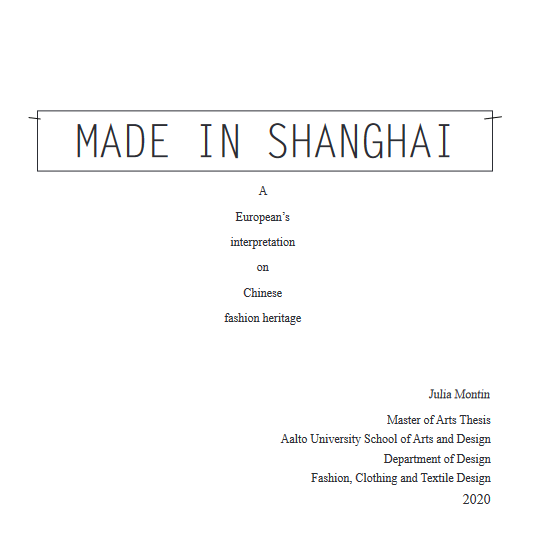 MADE IN SHANGHAI
A
European’s
interpretation
on
Chinese
fashion heritage
Julia Montin
Master of Arts Thesis
Aalto University School of Arts and Design
Department of Design
Fashion, Clothing and Textile Design
2020